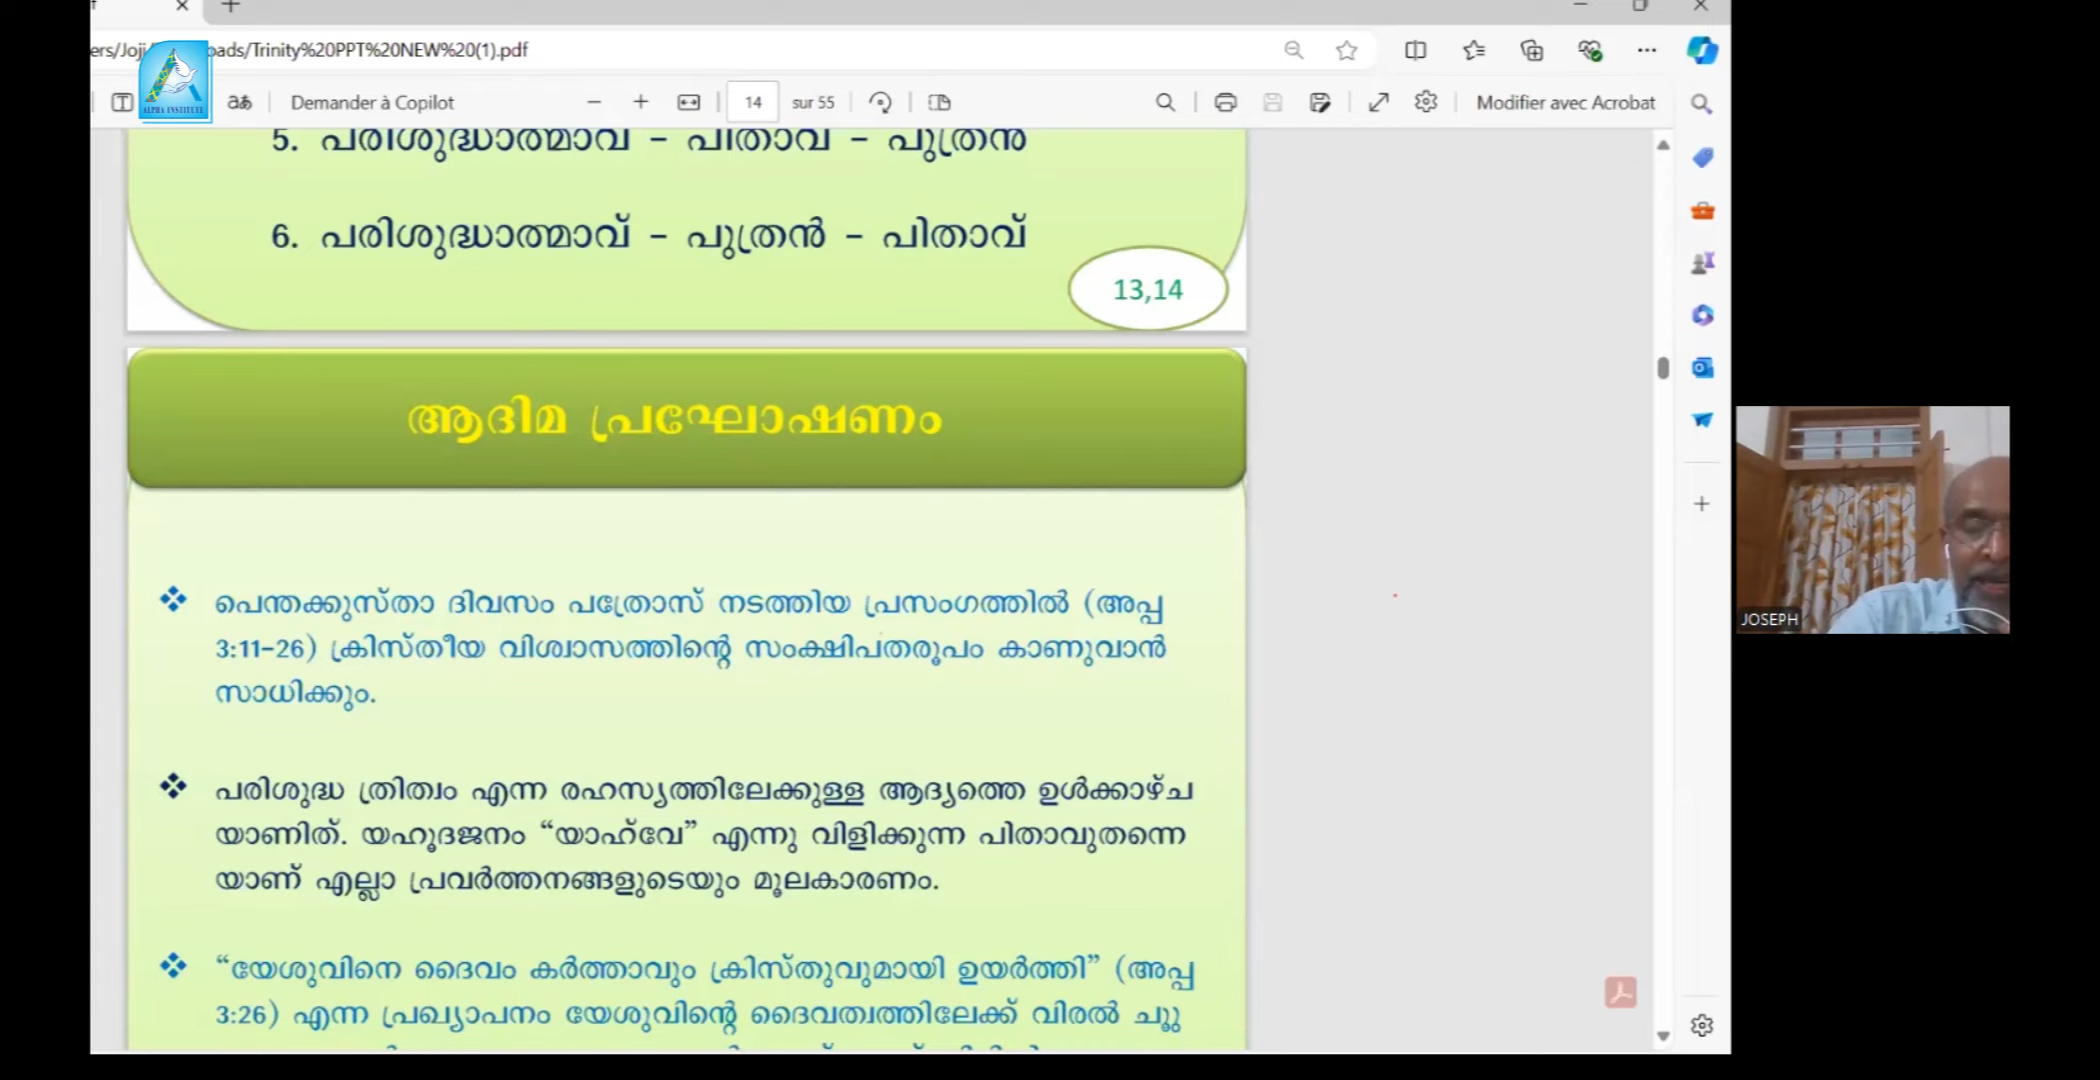 ers/Joji/ oads/Trinity%20PPT%20NEW%20(1).pdf
ALPHA INSTITUTE
Demander à Copilot
14 sur 55
Modifier avec Acrobat
5. പരിശുദ്ധാത്മാവ് – പിതാവ് – പുത്രൻ
6. പരിശുദ്ധാത്മാവ് – പുത്രൻ – പിതാവ്
13,14
ആദിമ പ്രഘോഷണം
പെന്തക്കുസ്താ ദിവസം പത്രോസ് നടത്തിയ പ്രസംഗത്തിൽ (അപ്പ
3:11-26) ക്രിസ്തീയ വിശ്വാസത്തിന്റെ സംക്ഷിപ്തരൂപം കാണുവാൻ
സാധിക്കും.
പരിശുദ്ധ ത്രിത്വം എന്ന രഹസ്യത്തിലേക്കുള്ള ആദ്യത്തെ ഉൾക്കാഴ്ച
യാണിത്. യഹൂദജനം “യാഹ്‌വേ” എന്നു വിളിക്കുന്ന പിതാവുതന്നെ
യാണ് എല്ലാ പ്രവർത്തനങ്ങളുടെയും മൂലകാരണം.
“യേശുവിനെ ദൈവം കർത്താവും ക്രിസ്തുവുമായി ഉയർത്തി” (അപ്പ
3:26) എന്ന പ്രഖ്യാപനം യേശുവിന്റെ ദൈവത്വത്തിലേക്ക് വിരൽ ചൂ
JOSEPH